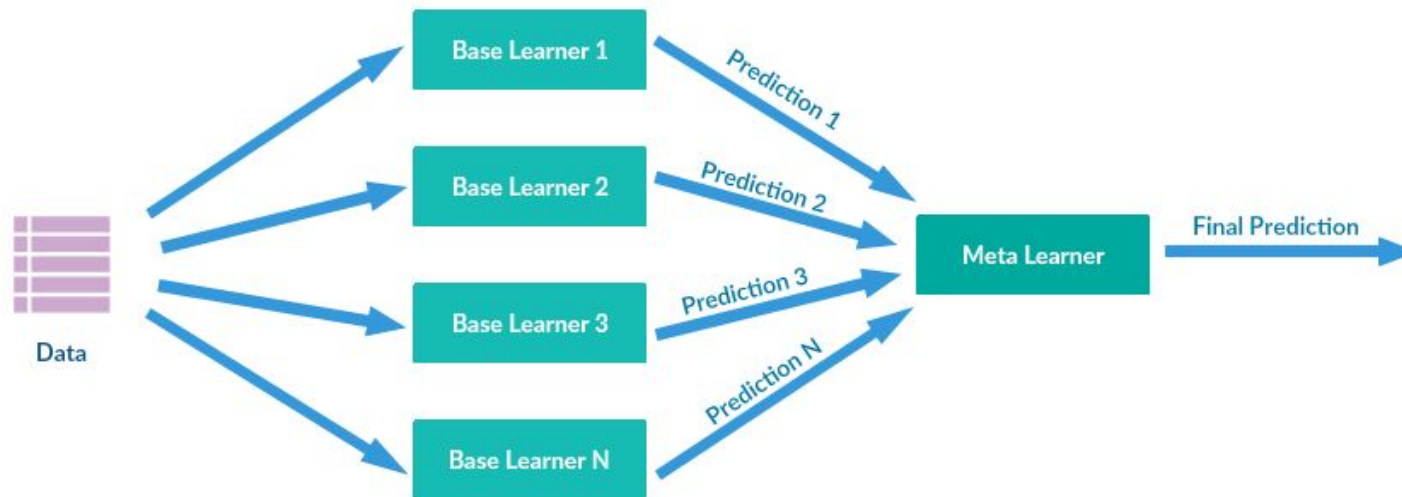 Data
Base Learner 1
Base Learner 2
Base Learner 3
Base Learner N
Prediction 1
Prediction 2
Prediction 3
Prediction N
Meta Learner
Final Prediction